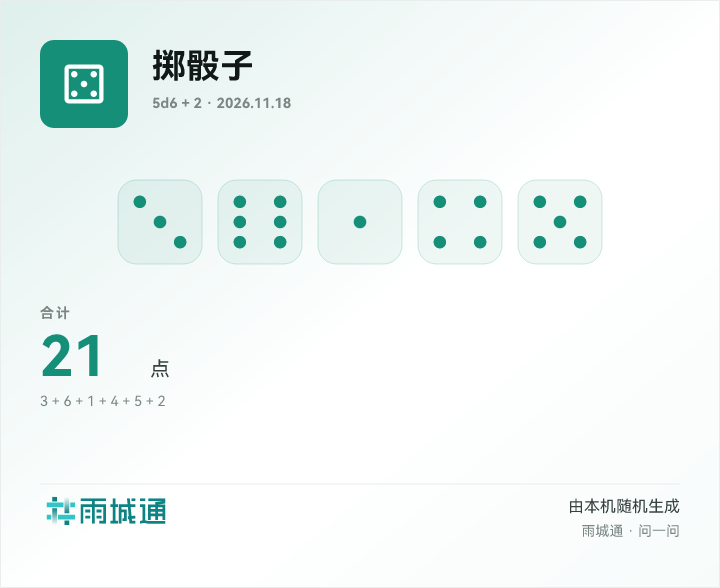 掷骰子
5d6 + 2 · 2026.11.18
合计
21 点
3 + 6 + 1 + 4 + 5 + 2
雨城通
由本机随机生成
雨城通 · 问一问